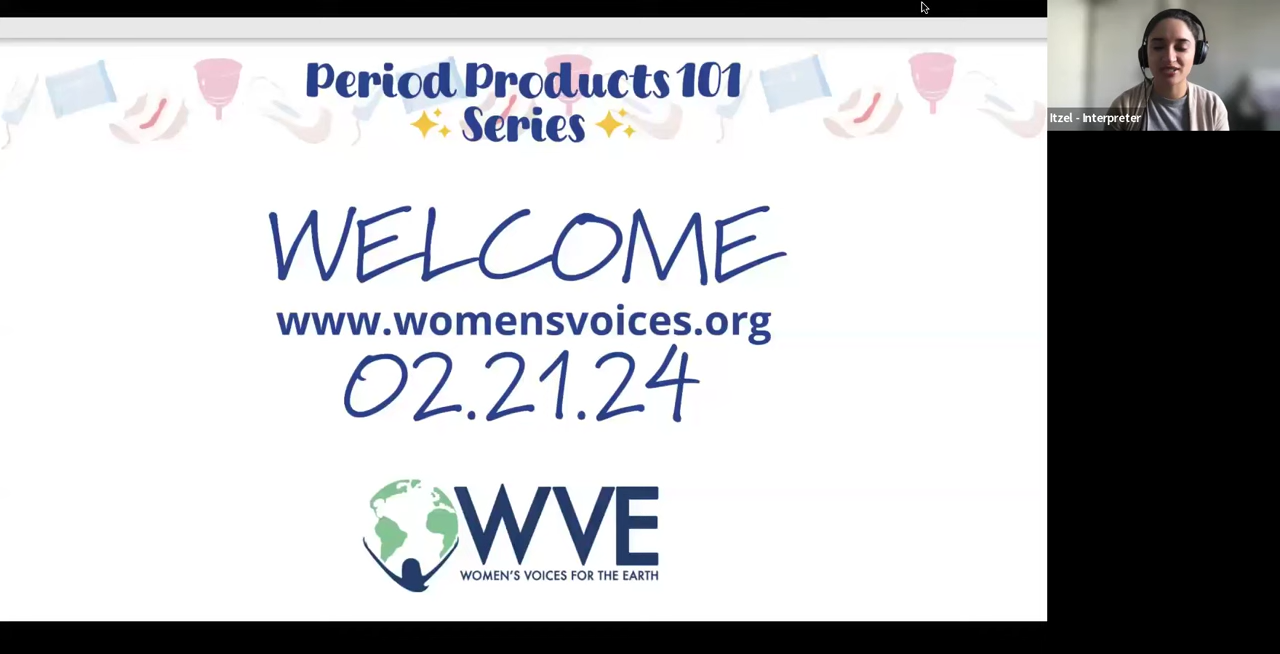 Period Products 101
Series
WELCOME
www.womensvoices.org
02.21.24
WVE
WOMEN'S VOICES FOR THE EARTH
Itzel - Interpreter